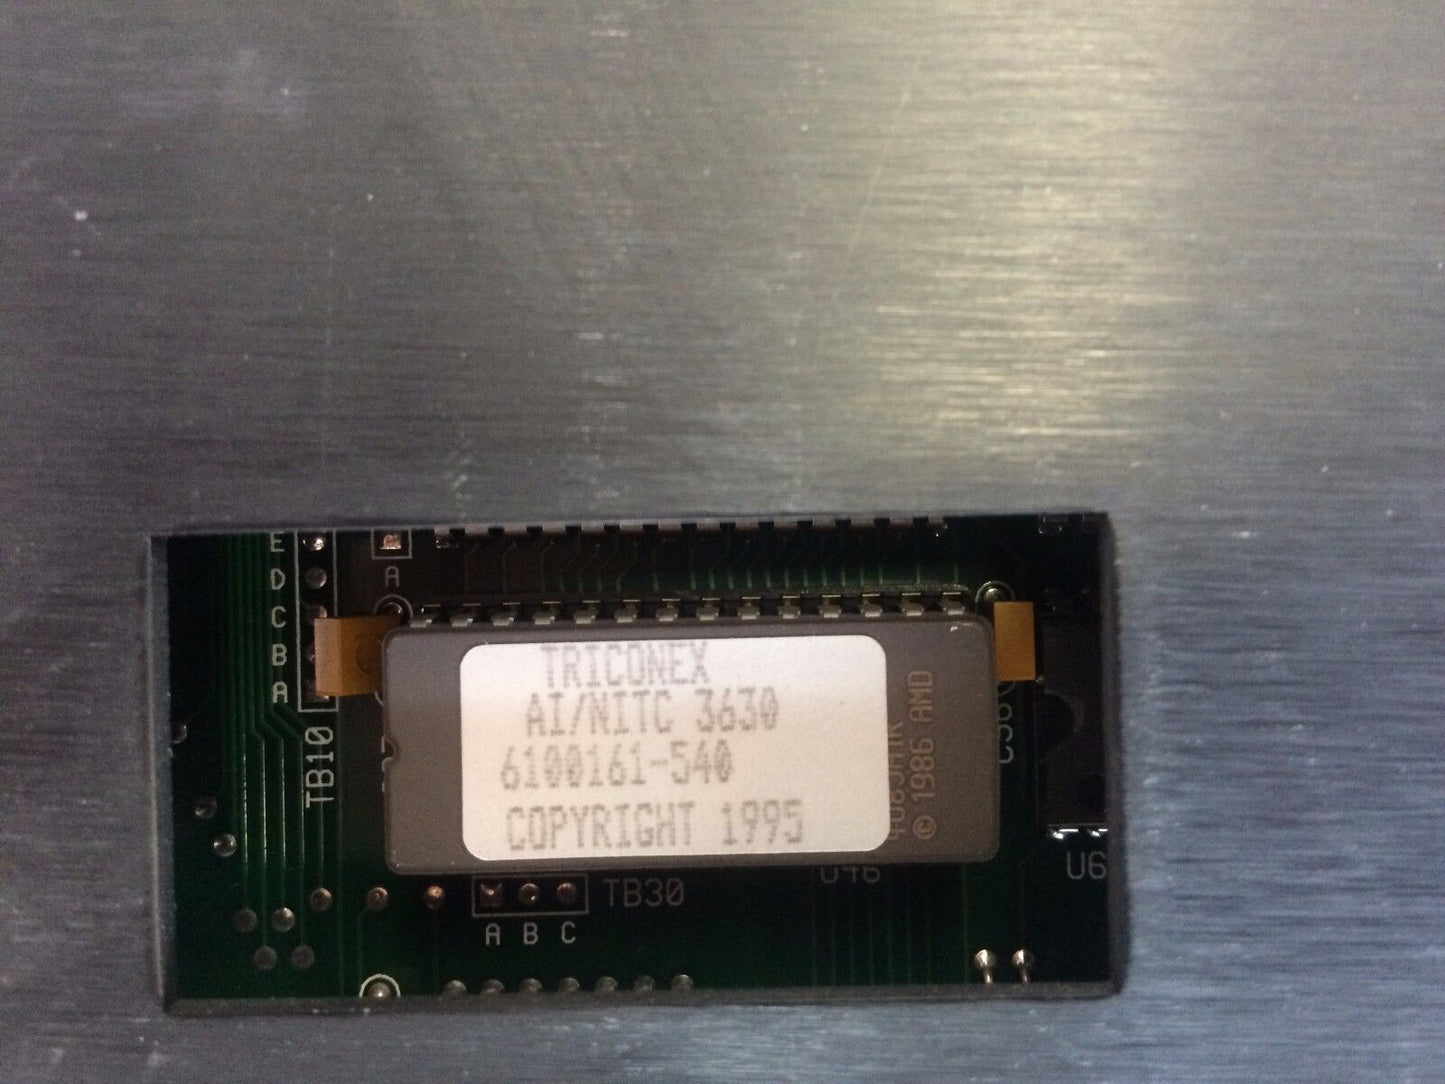 E
D
C
B
A
TB10
A
TRICONEX
AI/NITC 3630
6100161-540
COPYRIGHT 1995
© 1986 AMD
U46
U6
TB30
A B C